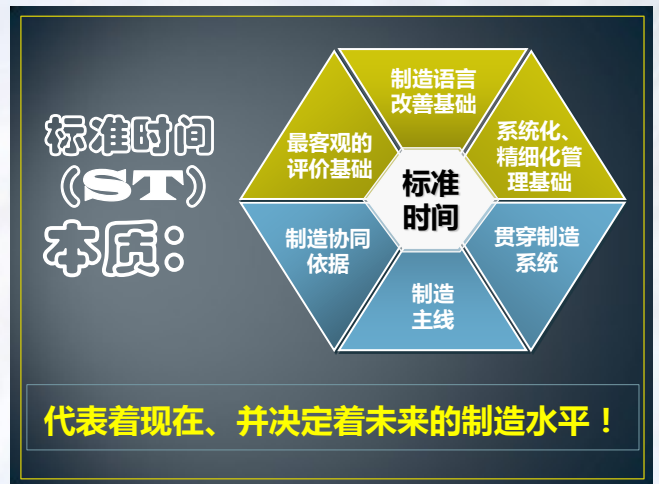 标准时间
（ST）
本质：
制造语言
改善基础
最客观的
评价基础
系统化、
精细化管
理基础
标准
时间
制造协同
依据
贯穿制造
系统
制造
主线
代表着现在、并决定着未来的制造水平！